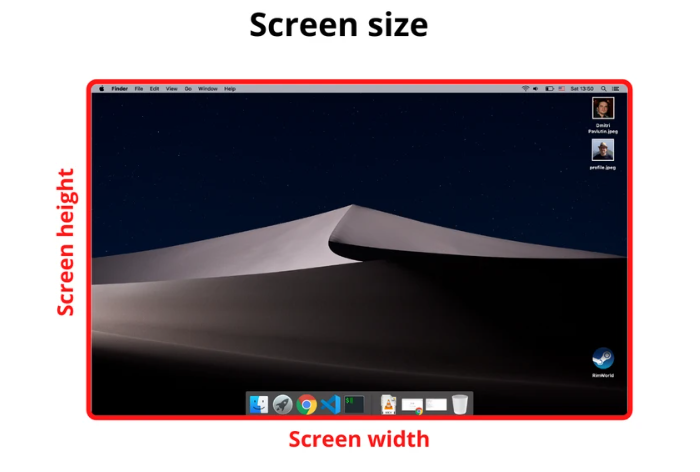 Screen size
Finder File Edit View Go Window Help
Sat 13:50
Dmitri
Pavlutin.jpeg
profile.jpeg
Screen height
RimWorld
Screen width